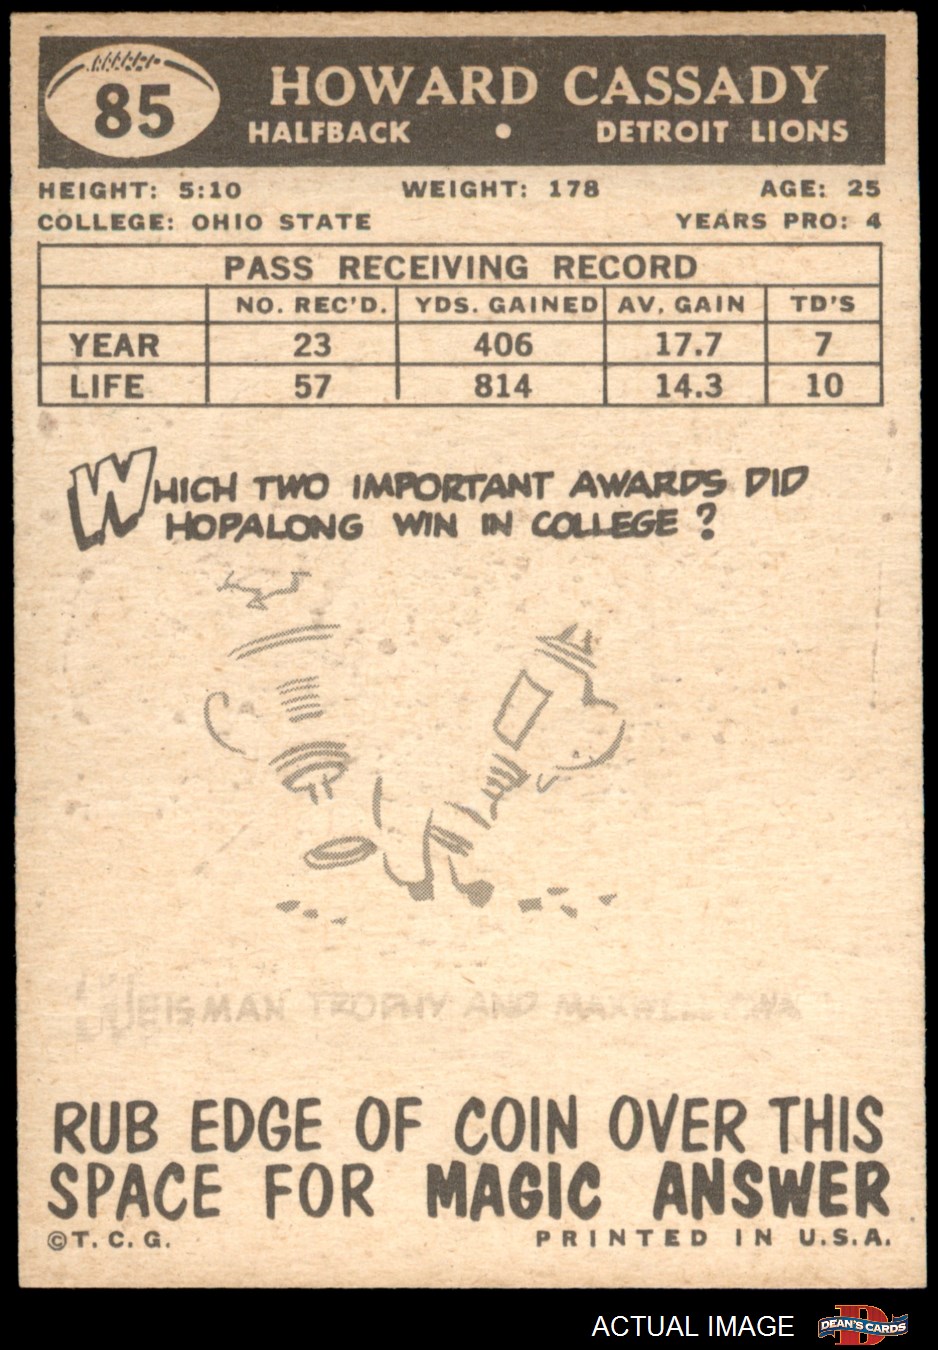 85
HOWARD CASSADY
HALFBACK • DETROIT LIONS
HEIGHT: 5:10 WEIGHT: 178 AGE: 25
COLLEGE: OHIO STATE YEARS PRO: 4
PASS RECEIVING RECORD
NO. REC'D. YDS. GAINED AV. GAIN TD'S
YEAR 23 406 17.7 7
LIFE 57 814 14.3 10
WHICH TWO IMPORTANT AWARDS DID
HOPALONG WIN IN COLLEGE?
HEISMAN TROPHY AND
RUB EDGE OF COIN OVER THIS
SPACE FOR MAGIC ANSWER
©T. C. G. PRINTED IN U.S.A.
ACTUAL IMAGE DEAN'S CARDS